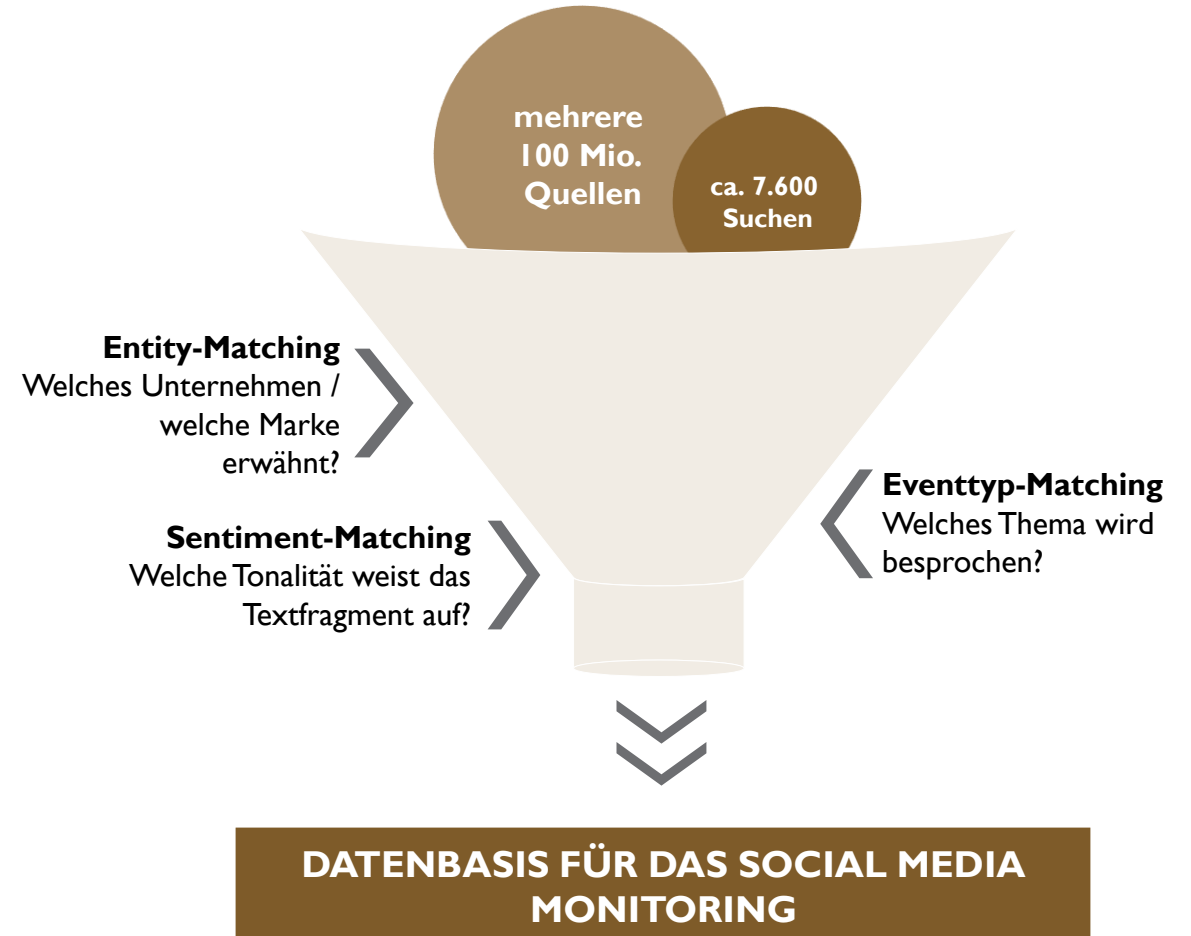 mehrere
100 Mio.
Quellen
ca. 7.600
Suchen
Entity-Matching
Welches Unternehmen /
welche Marke
erwähnt?
Sentiment-Matching
Welche Tonalität weist das
Textfragment auf?
Eventtyp-Matching
Welches Thema wird
besprochen?
DATENBASIS FÜR DAS SOCIAL MEDIA
MONITORING